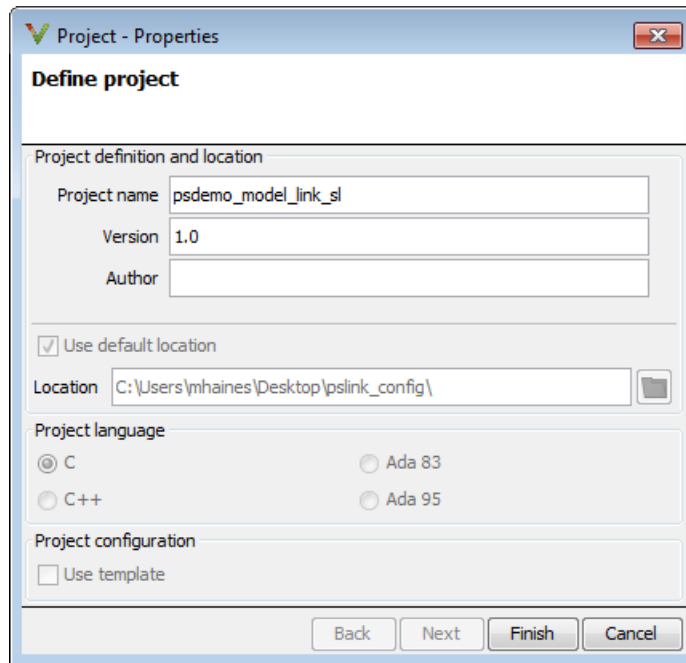 Project - Properties
Define project
Project definition and location
Project name psdemo_model_link_sl
Version 1.0
Author
Use default location
Location C:\Users\mhaines\Desktop\pslink_config\
Project language
C Ada 83
C++ Ada 95
Project configuration
Use template
Back Next Finish Cancel